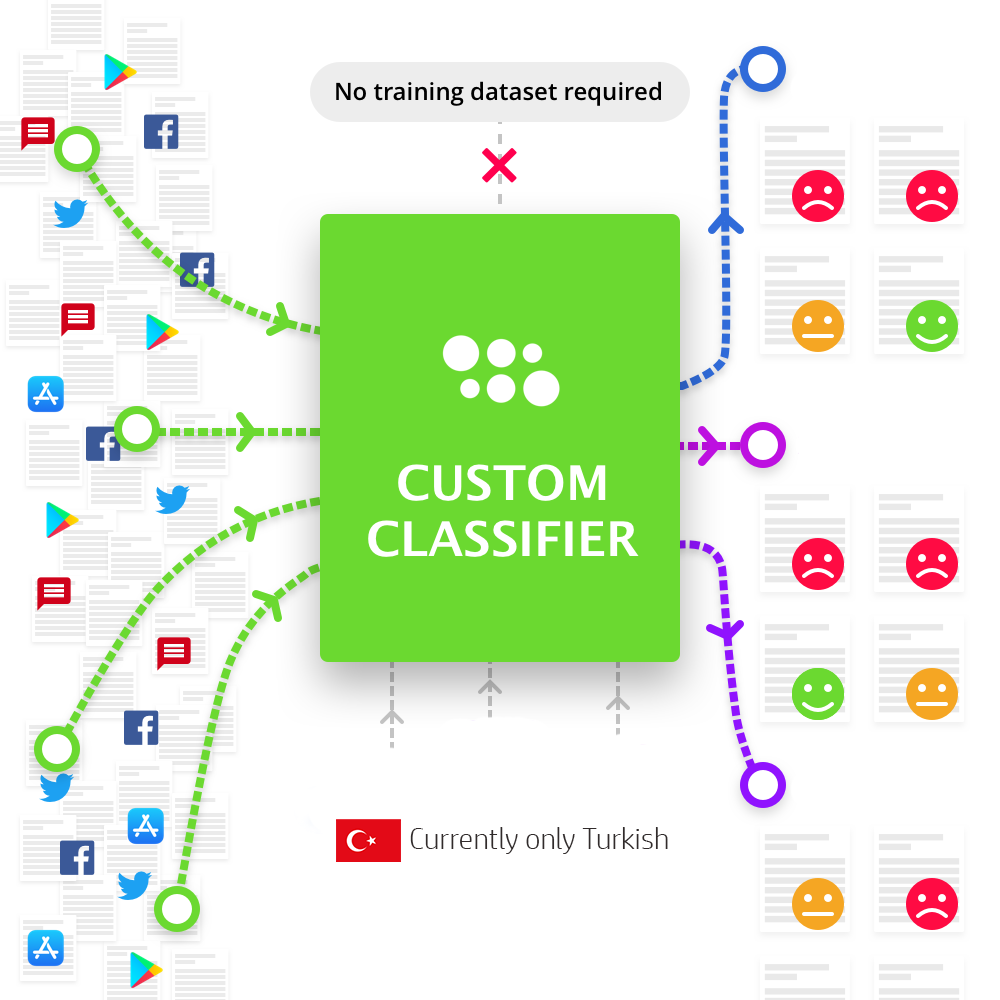 No training dataset required
CUSTOM
CLASSIFIER
Currently only Turkish